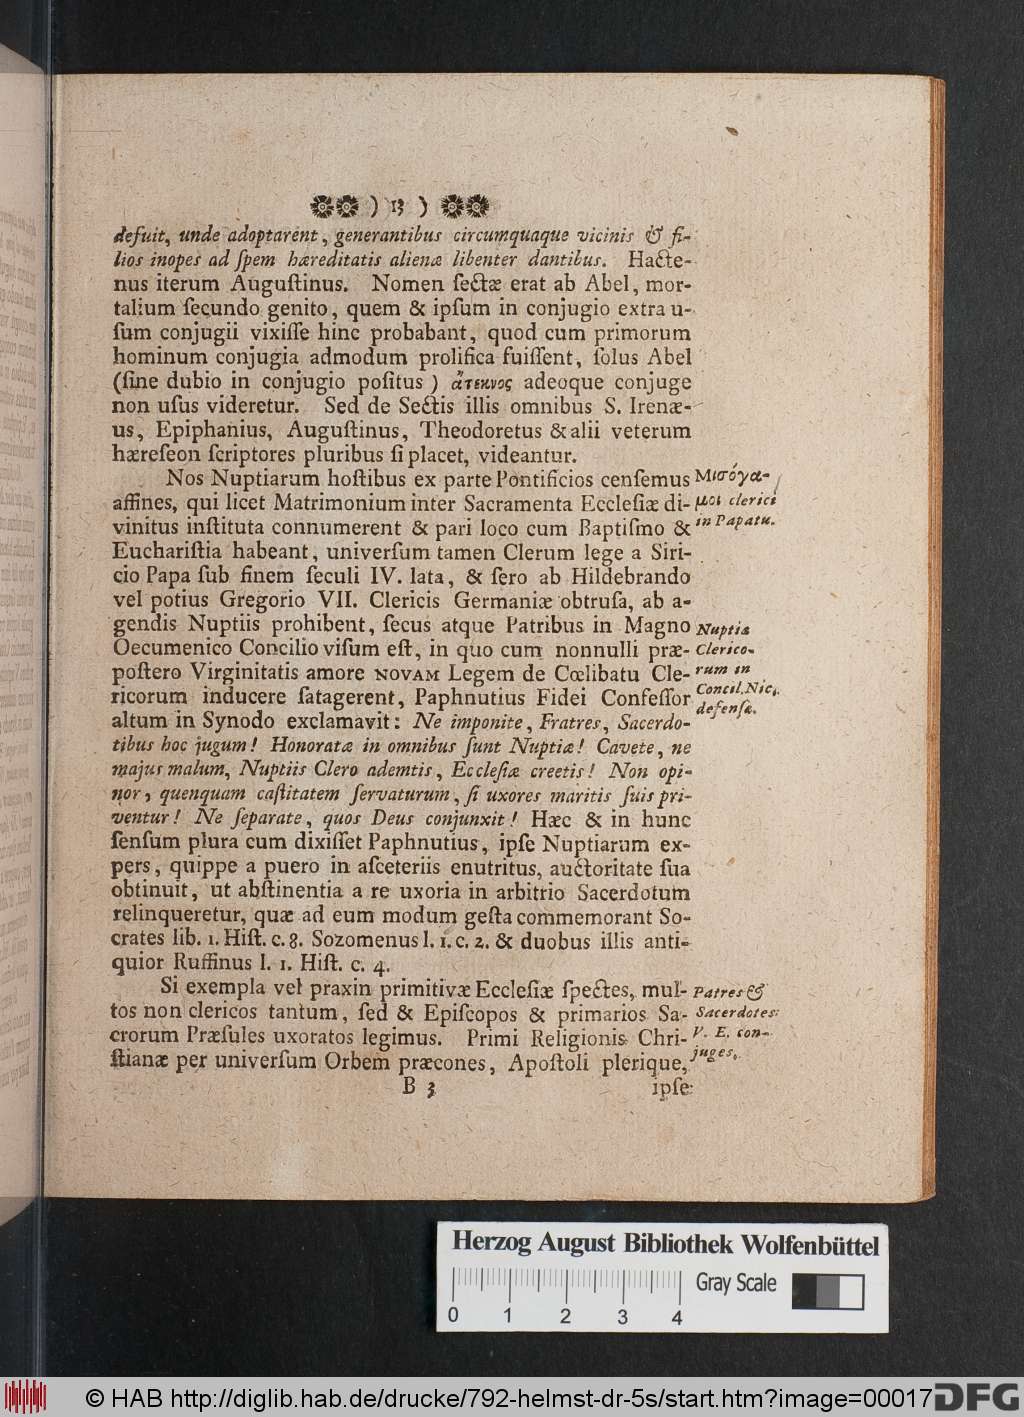 ) 13 (
defuit, unde adoptarent, generantibus circumquaque vicinis & fi-
lios inopes ad ſpem hæreditatis alienæ libenter dantibus. Hacte-
nus iterum Auguſtinus. Nomen ſectæ erat ab Abel, mor-
talium ſecundo genito, quem & ipſum in conjugio extra u-
ſum conjugii vixiſſe hinc probabant, quod cum primorum
hominum conjugia admodum prolifica fuiſſent, ſolus Abel
(ſine dubio in conjugio poſitus) ἄτεκνος adeoque conjuge
non uſus videretur. Sed de Sectis illis omnibus S. Irenæ-
us, Epiphanius, Auguſtinus, Theodoretus & alii veterum
hæreſeon ſcriptores pluribus ſi placet, videantur.
Nos Nuptiarum hoſtibus ex parte Pontificios cenſemus
affines, qui licet Matrimonium inter Sacramenta Eccleſiæ di-
vinitus inſtituta connumerent & pari loco cum Baptiſmo &
Euchariſtia habeant, univerſum tamen Clerum lege a Siri-
cio Papa ſub finem ſeculi IV. lata, & ſero ab Hildebrando
vel potius Gregorio VII. Clericis Germaniæ obtruſa, ab a-
gendis Nuptiis prohibent, ſecus atque Patribus in Magno
Oecumenico Concilio viſum eſt, in quo cum nonnulli præ-
poſtero Virginitatis amore NOVAM Legem de Cœlibatu Cle-
ricorum inducere ſatagerent, Paphnutius Fidei Confeſſor
altum in Synodo exclamavit: Ne imponite, Fratres, Sacerdo-
tibus hoc jugum! Honoratæ in omnibus ſunt Nuptiæ! Cavete, ne
majus malum, Nuptiis Clero ademtis, Eccleſiæ creetis! Non opi-
nor, quenquam caſtitatem ſervaturum, ſi uxores maritis ſuis pri-
ventur! Ne ſeparate, quos Deus conjunxit! Hæc & in hunc
ſenſum plura cum dixiſſet Paphnutius, ipſe Nuptiarum ex-
pers, quippe a puero in aſceteriis enutritus, auctoritate ſua
obtinuit, ut abſtinentia a re uxoria in arbitrio Sacerdotum
relinqueretur, quæ ad eum modum geſta commemorant So-
crates lib. 1. Hiſt. c. 8. Sozomenus l. 1. c. 2. & duobus illis anti-
quior Ruffinus l. 1. Hiſt. c. 4.
Si exempla vel praxin primitivæ Eccleſiæ ſpectes, mul-
tos non clericos tantum, ſed & Epiſcopos & primarios Sa-
crorum Præſules uxoratos legimus. Primi Religionis Chri-
ſtianæ per univerſum Orbem præcones, Apoſtoli plerique,
B 3
ipſe
Μισόγα-
μοι clerici
in Papatu.
Nuptiæ
Clerico-
rum in
Concil. Nic.
defenſæ.
Patres &
Sacerdotes
V. E. con-
juges.
Herzog August Bibliothek Wolfenbüttel
Gray Scale
0 1 2 3 4
© HAB http://diglib.hab.de/drucke/792-helmst-dr-5s/start.htm?image=00017
DFG